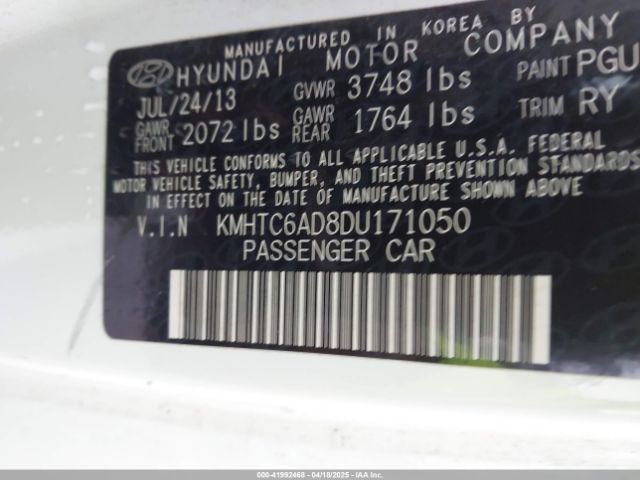 MANUFACTURED IN KOREA BY
HYUNDAI MOTOR COMPANY
JUL/24/13 GVWR 3748 lbs PAINT PGU
GAWR FRONT 2072 lbs GAWR REAR 1764 lbs TRIM RY
THIS VEHICLE CONFORMS TO ALL APPLICABLE U.S.A. FEDERAL
MOTOR VEHICLE SAFETY, BUMPER, AND THEFT PREVENTION STANDARDS
IN EFFECT ON THE DATE OF MANUFACTURE SHOWN ABOVE
V.I.N KMHTC6AD8DU171050
PASSENGER CAR
000-41992468 - 04/18/2025 - IAAI.COM